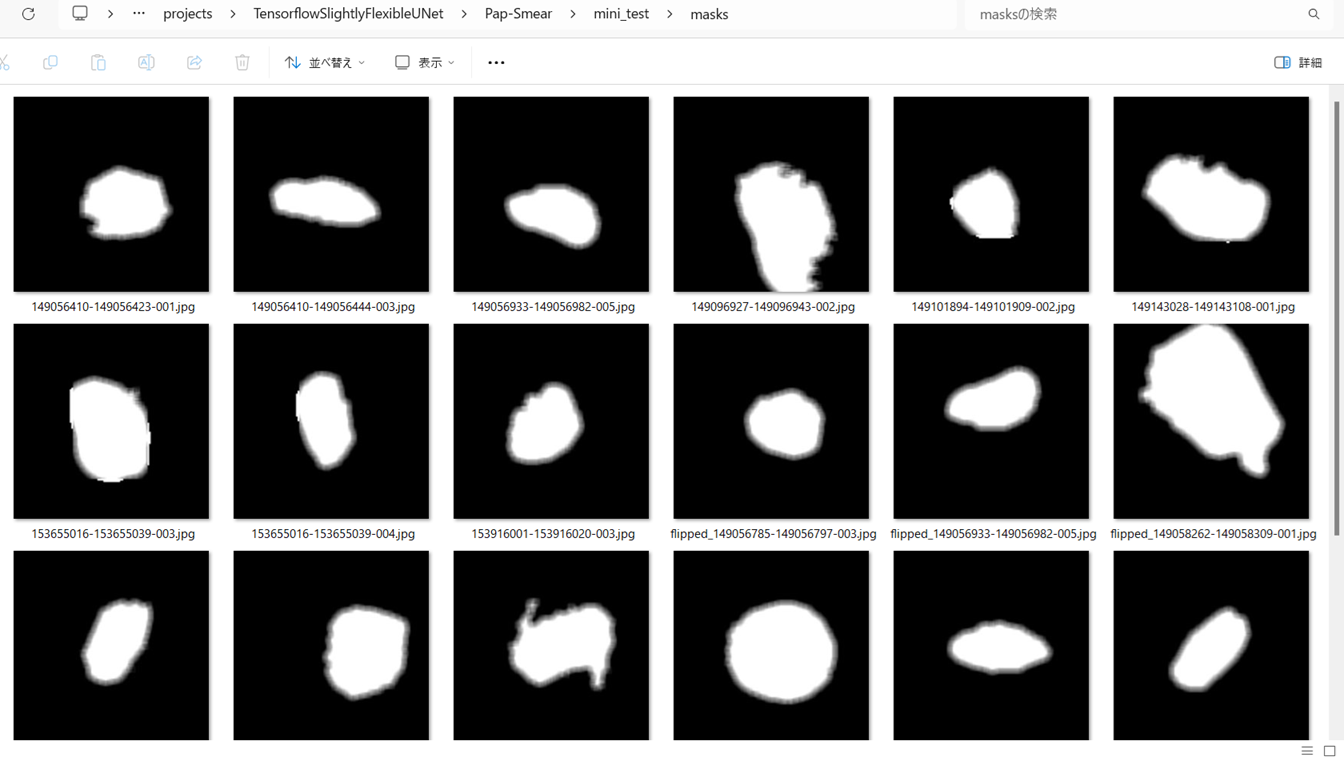 … projects > TensorflowSlightlyFlexibleUNet > Pap-Smear > mini_test > masks masksの検索
並べ替え 表示 … 詳細
149056410-149056423-001.jpg 149056410-149056444-003.jpg 149056933-149056982-005.jpg 149096927-149096943-002.jpg 149101894-149101909-002.jpg 149143028-149143108-001.jpg
153655016-153655039-003.jpg 153655016-153655039-004.jpg 153916001-153916020-003.jpg flipped_149056785-149056797-003.jpg flipped_149056933-149056982-005.jpg flipped_149058262-149058309-001.jpg